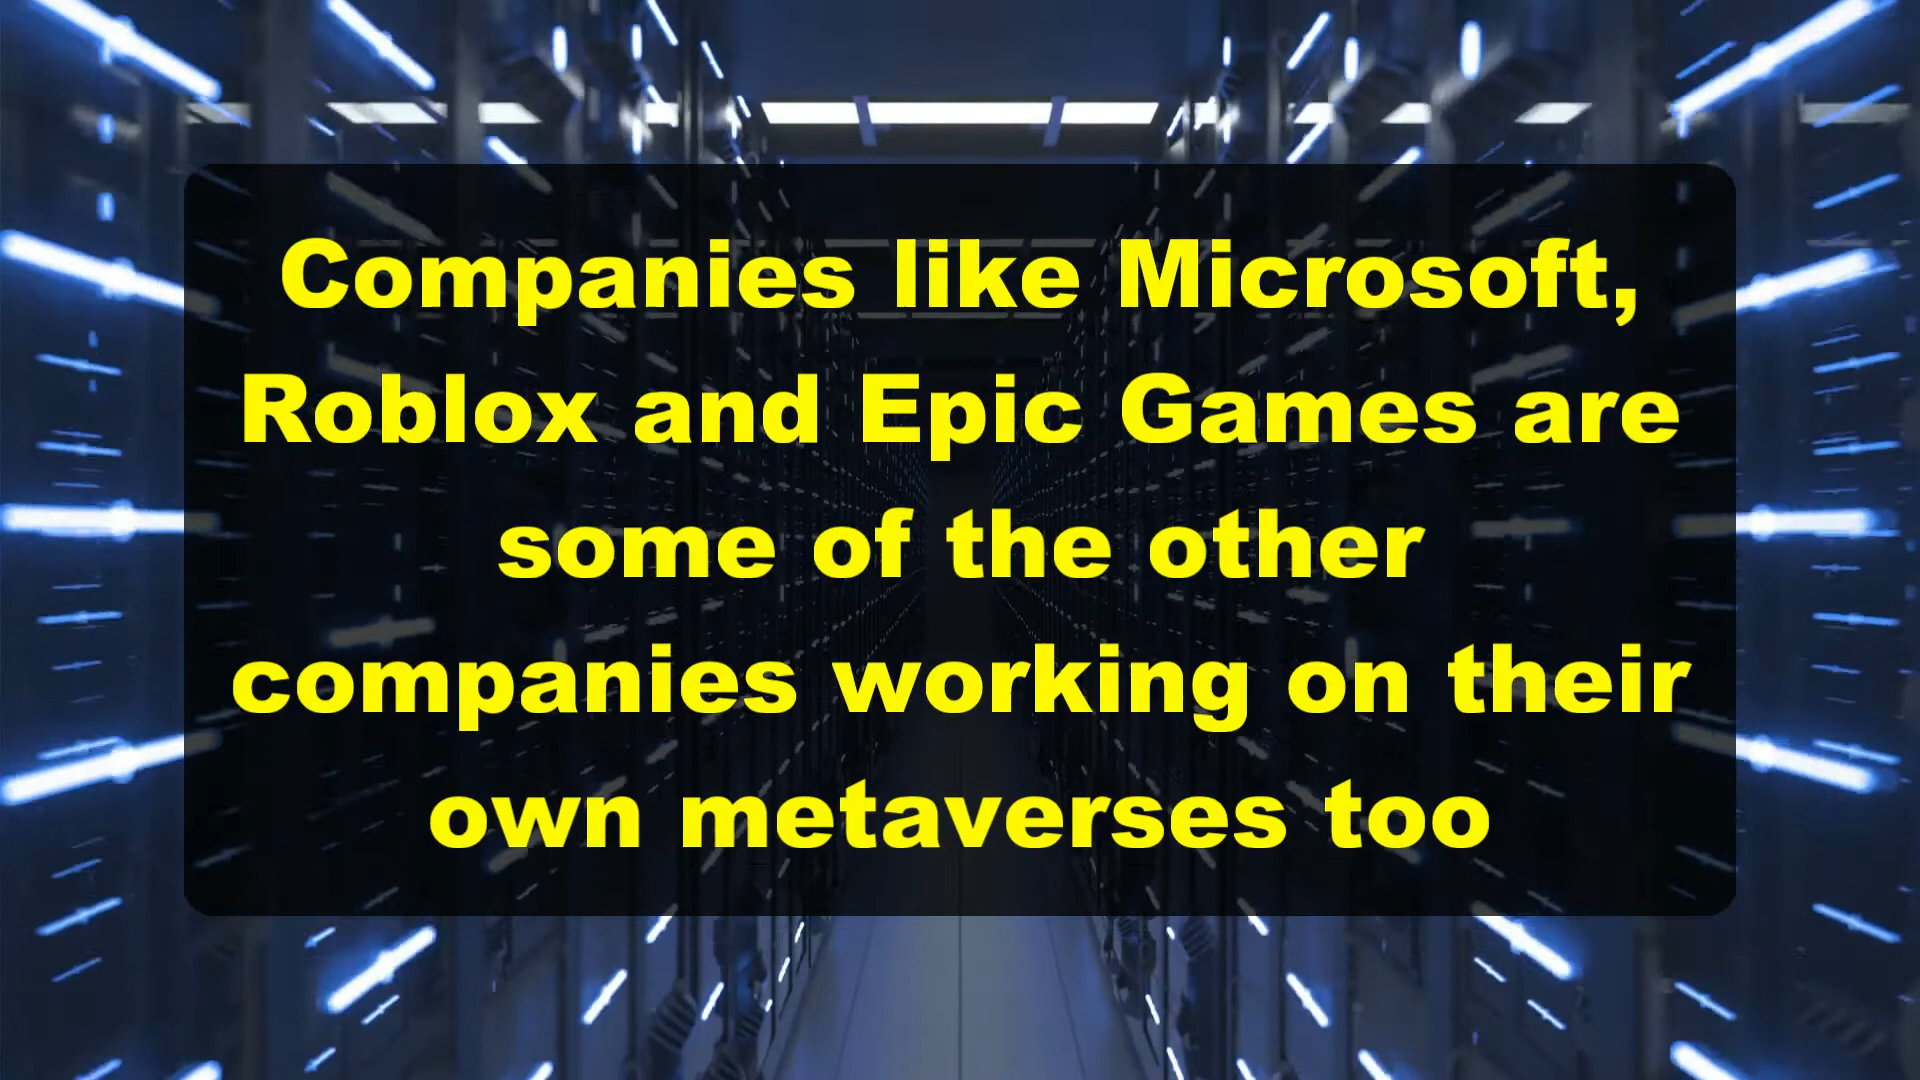 Companies like Microsoft,
Roblox and Epic Games are
some of the other
companies working on their
own metaverses too